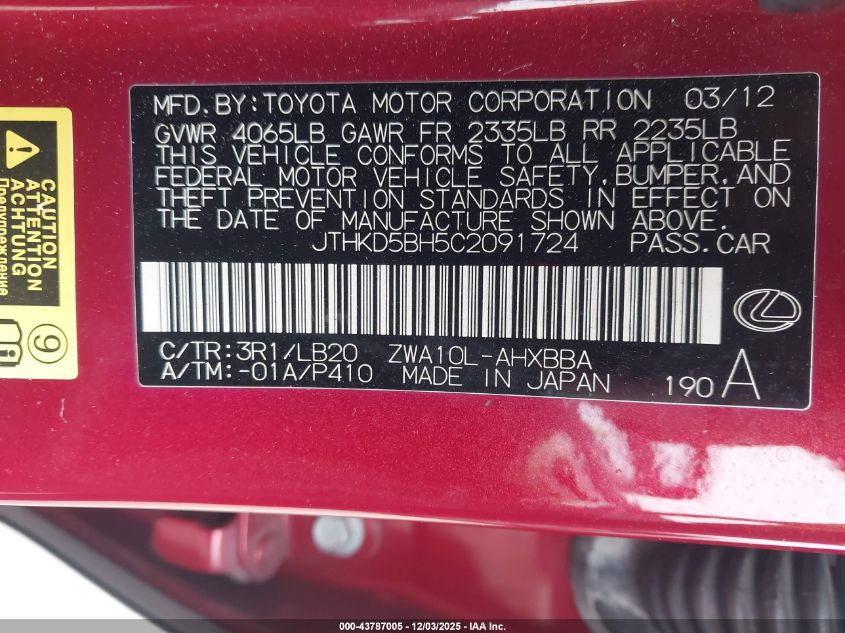 MFD. BY: TOYOTA MOTOR CORPORATION 03/12
GVWR 4065LB GAWR FR 2335LB RR 2235LB
THIS VEHICLE CONFORMS TO ALL APPLICABLE
FEDERAL MOTOR VEHICLE SAFETY, BUMPER, AND
THEFT PREVENTION STANDARDS IN EFFECT ON
THE DATE OF MANUFACTURE SHOWN ABOVE.
JTHKD5BH5C2091724 PASS. CAR
C/TR: 3R1/LB20 ZWA10L-AHXBBA
A/TM: -01A/P410 MADE IN JAPAN 190 A
CAUTION
ATTENTION
ACHTUNG
Предупреж
9
000-43787005 - 12/03/2025 - IAA Inc.